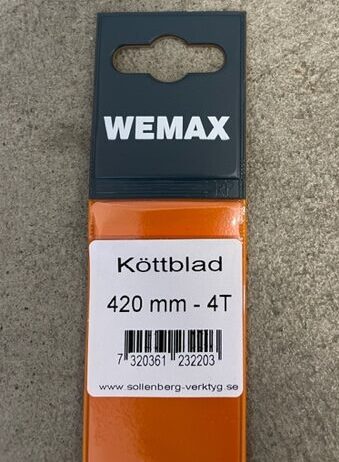 WEMAX
Köttblad
420 mm - 4T
7 320361 232203
www.sollenberg-verktyg.se